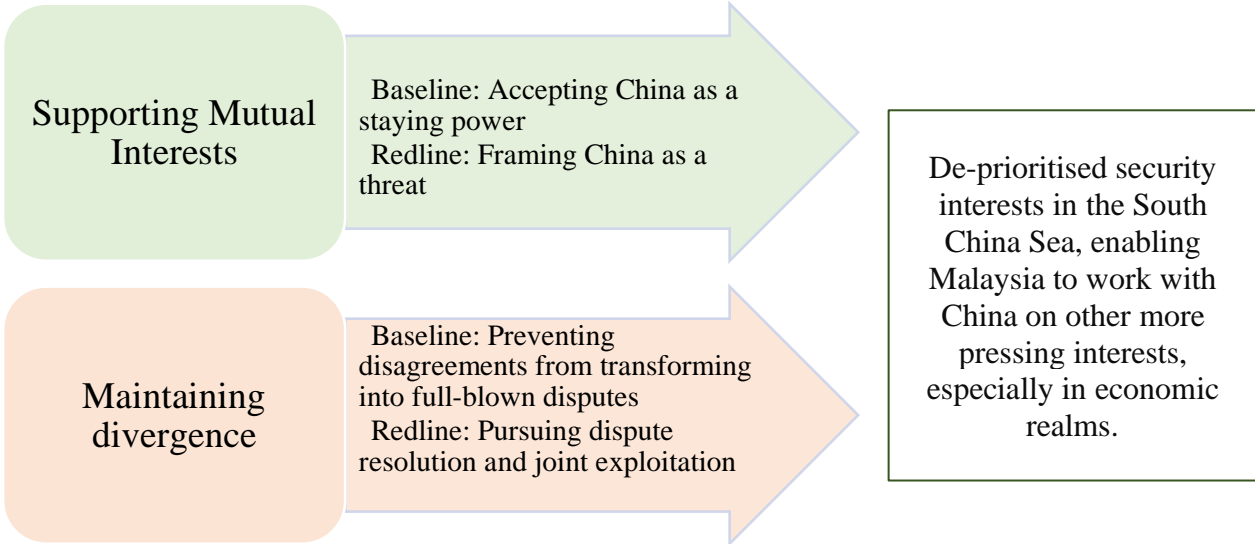 Supporting Mutual
Interests
Baseline: Accepting China as a
staying power
Redline: Framing China as a
threat
Maintaining
divergence
Baseline: Preventing
disagreements from transforming
into full-blown disputes
Redline: Pursuing dispute
resolution and joint exploitation
De-prioritised security
interests in the South
China Sea, enabling
Malaysia to work with
China on other more
pressing interests,
especially in economic
realms.